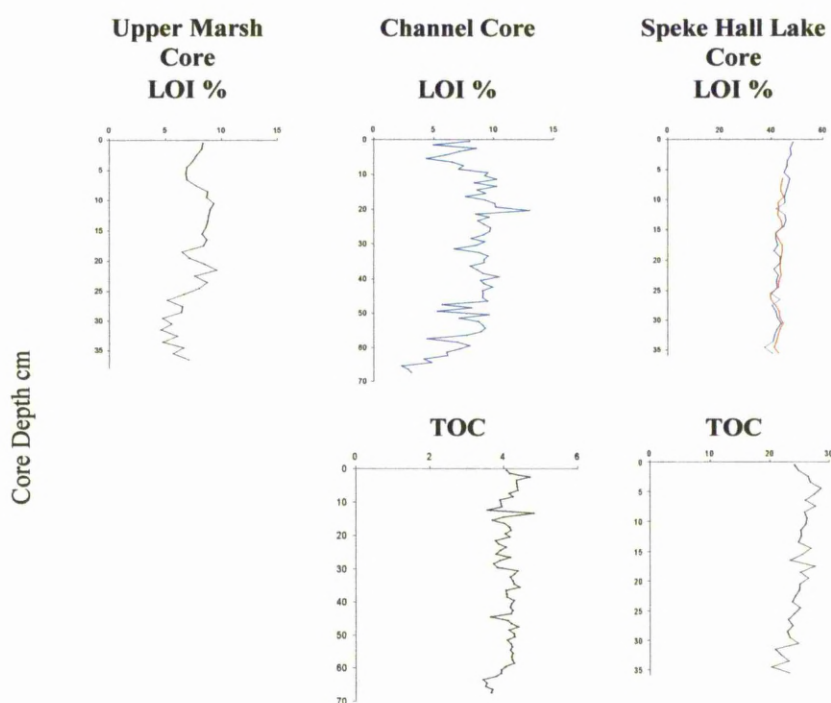 Upper Marsh Core
LOI %
Channel Core
LOI %
Speke Hall Lake Core
LOI %
0 5 10 15
0
5
10
15
20
25
30
35
0 5 10 15
0
10
20
30
40
50
60
70
0 20 40 60
0
5
10
15
20
25
30
35
Core Depth cm
TOC
0 2 4 6
0
10
20
30
40
50
60
70
TOC
0 10 20 30
0
5
10
15
20
25
30
35